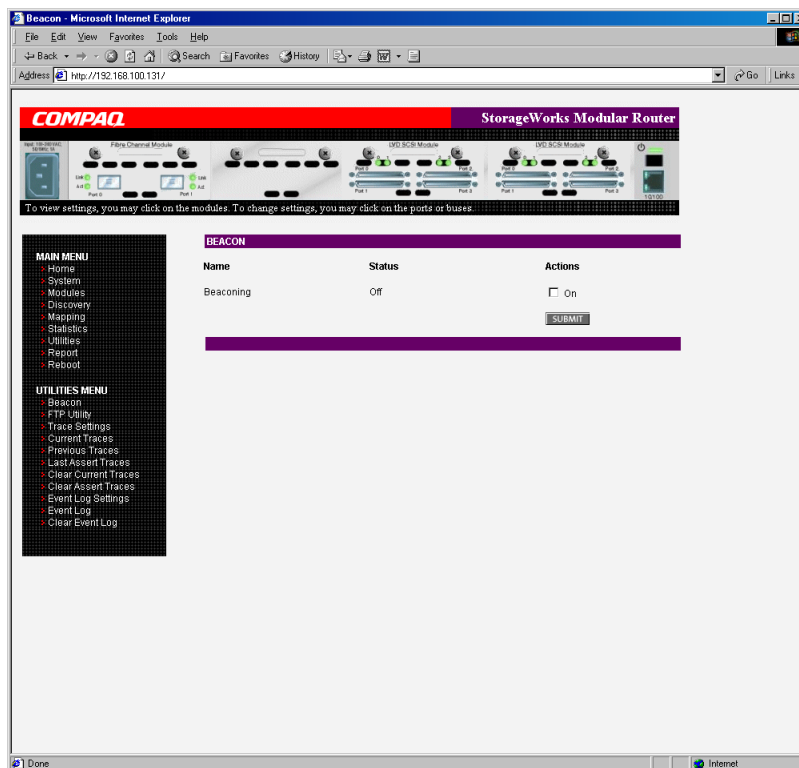 Beacon - Microsoft Internet Explorer
File Edit View Favorites Tools Help
Back Search Favorites History
Address http://192.168.100.131/ Go Links
COMPAQ StorageWorks Modular Router
Fibre Channel Module LVD SCSI Module LVD SCSI Module
Port 0 Port 2 Port 0 Port 2
Link Link
Act Act
Port 0 Port 1 Port 1 Port 3 Port 1 Port 3
10/100
To view settings, you may click on the modules. To change settings, you may click on the ports or buses.
MAIN MENU
Home
System
Modules
Discovery
Mapping
Statistics
Utilities
Report
Reboot
UTILITIES MENU
Beacon
FTP Utility
Trace Settings
Current Traces
Previous Traces
Last Assert Traces
Clear Current Traces
Clear Assert Traces
Event Log Settings
Event Log
Clear Event Log
BEACON
Name Status Actions
Beaconing Off On
SUBMIT
Done Internet